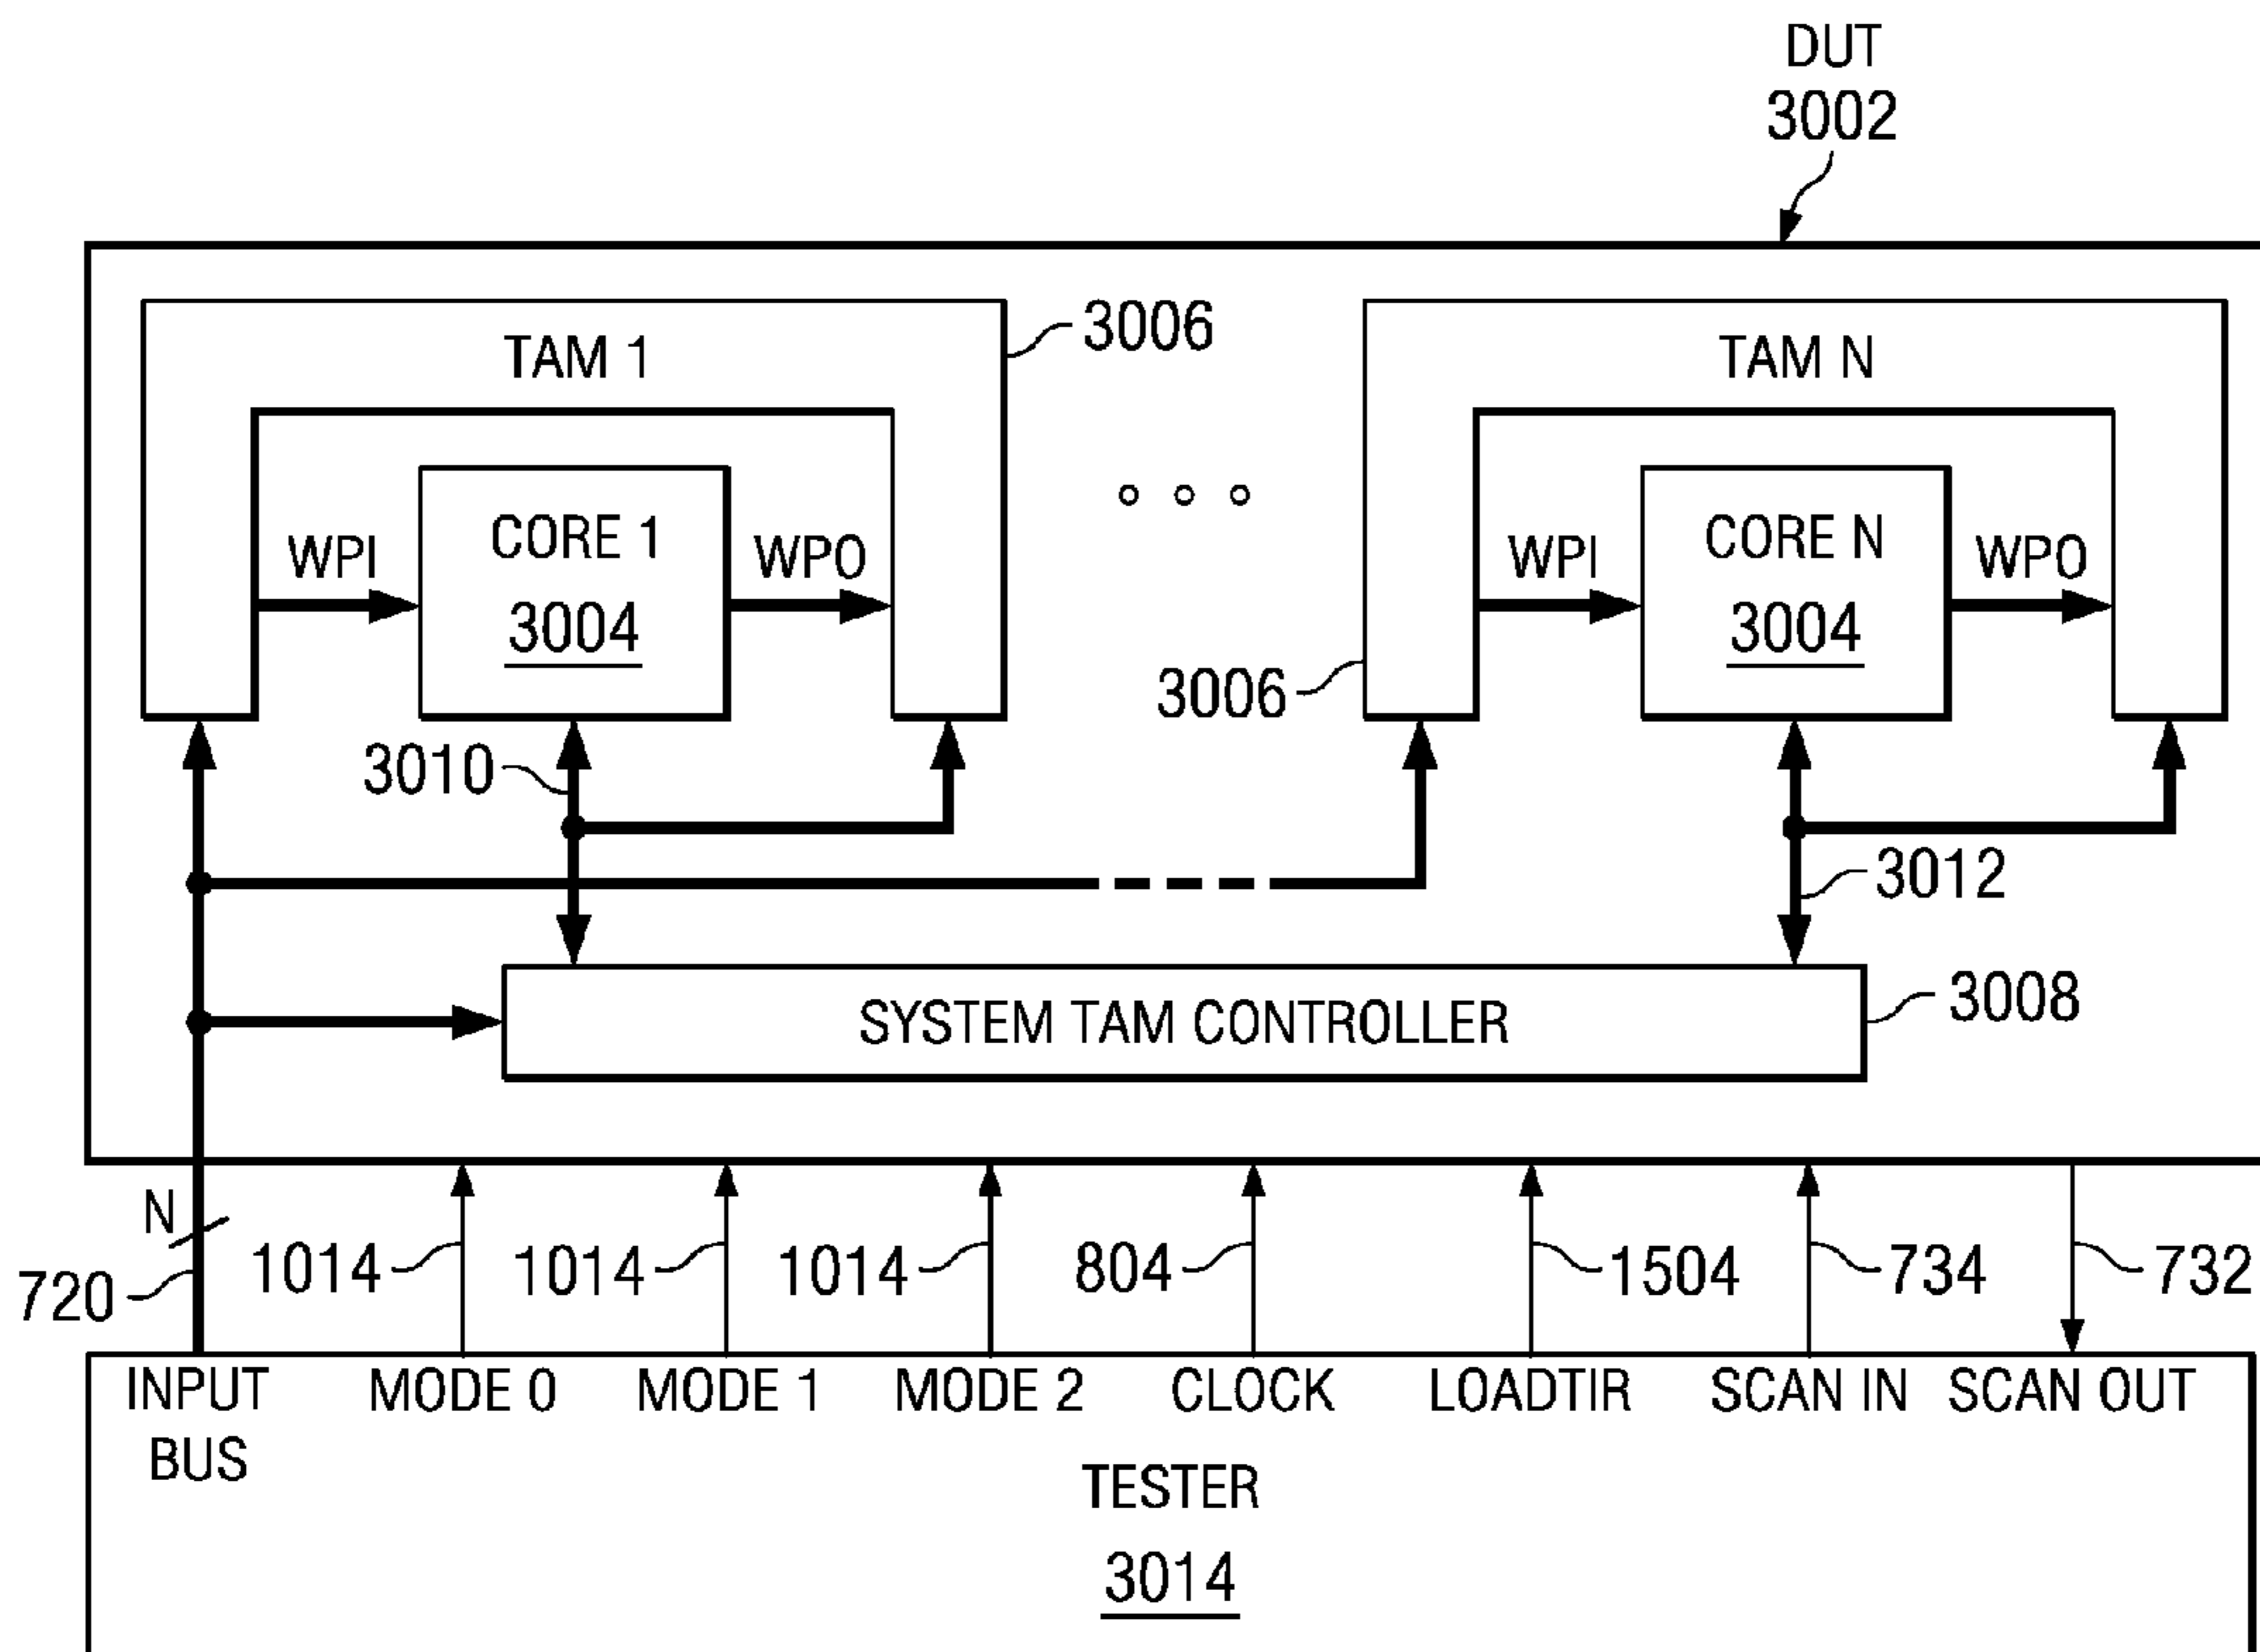 DUT
3002
3006
TAM 1
TAM N
CORE 1
3004
WPI
WPO
CORE N
3004
WPI
WPO
3006
3010
3012
SYSTEM TAM CONTROLLER
3008
N
720
1014
1014
1014
804
1504
734
732
INPUT BUS
MODE 0
MODE 1
MODE 2
CLOCK
LOADTIR
SCAN IN
SCAN OUT
TESTER
3014